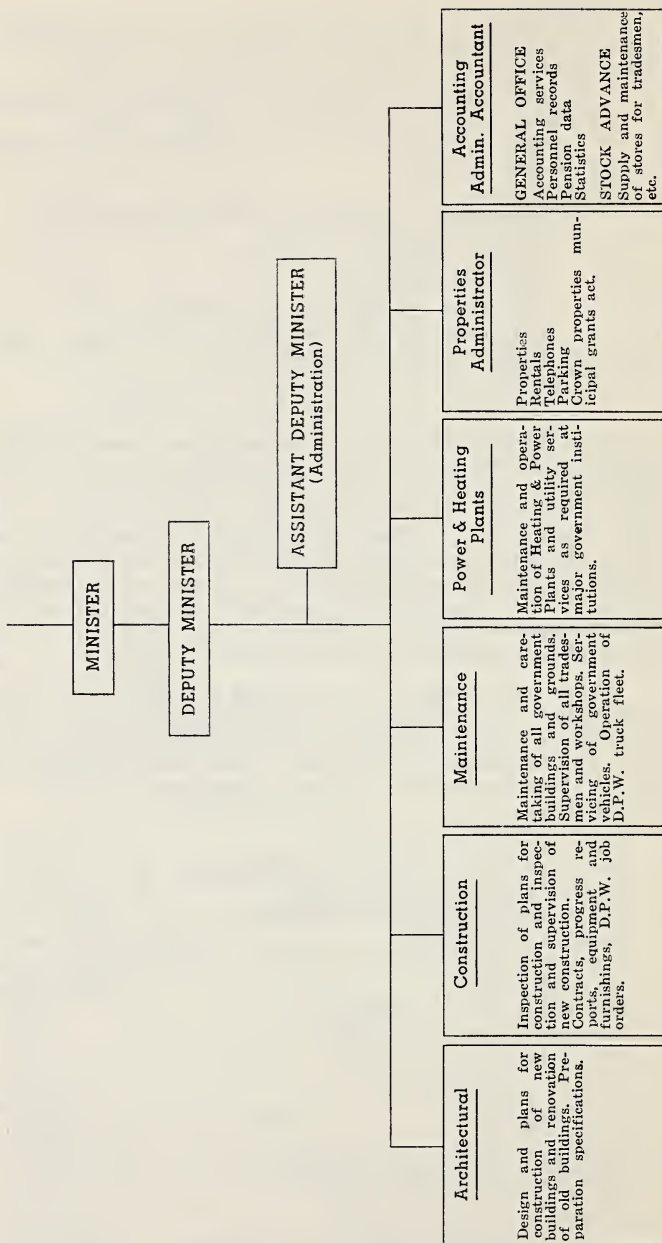 MINISTER
DEPUTY MINISTER
ASSISTANT DEPUTY MINISTER
(Administration)
Architectural
Design and plans for
construction of new
buildings and renovation
of old buildings. Pre-
paration specifications.
Construction
Inspection of plans for
construction and inspec-
tion and supervision of
new construction.
Contracts, progress re-
ports, equipment and
furnishings, D.P.W. job
orders.
Maintenance
Maintenance and care-
taking of all government
buildings and grounds.
Supervision of all trades-
men and workshops. Ser-
vicing of government
vehicles. Operation of
D.P.W. truck fleet.
Power & Heating
Plants
Maintenance and opera-
tion of Heating & Power
Plants and utility ser-
vices as required at
major government insti-
tutions.
Properties
Administrator
Properties
Rentals
Telephones
Parking
Crown properties mun-
icipal grants act.
Accounting
Admin. Accountant
GENERAL OFFICE
Accounting services
Personnel records
Pension data
Statistics
STOCK ADVANCE
Supply and maintenance
of stores for tradesmen,
etc.